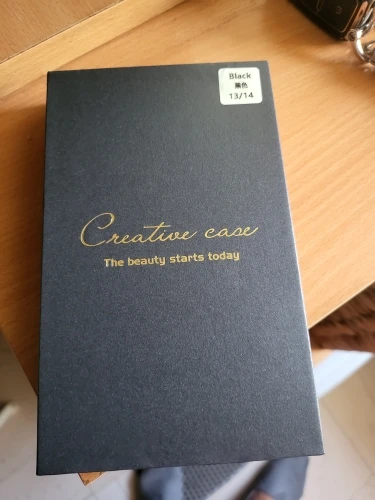 Black
黑色
13/14
Creative case
The beauty starts today